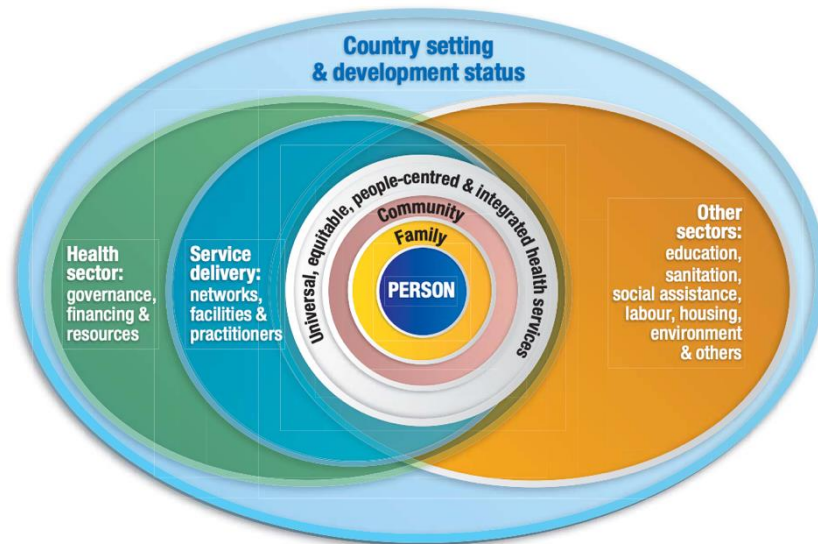 Country setting
& development status
Universal, equitable, people-centred & integrated health services
Community
Family
PERSON
Health
sector:
governance,
financing &
resources
Service
delivery:
networks,
facilities &
practitioners
Other
sectors:
education,
sanitation,
social assistance,
labour, housing,
environment
& others